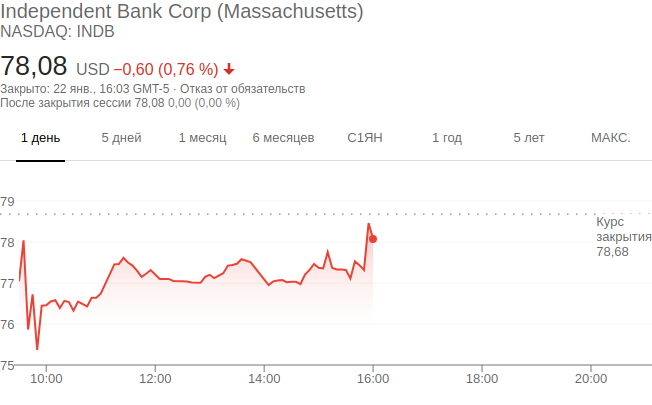 Independent Bank Corp (Massachusetts)
NASDAQ: INDB
78,08 USD −0,60 (0,76 %)
Закрыто: 22 янв., 16:03 GMT-5 · Отказ от обязательств
После закрытия сессии 78,08 0,00 (0,00 %)
1 день 5 дней 1 месяц 6 месяцев С1ЯН 1 год 5 лет МАКС.
79
Курс
закрытия
78,68
78
77
76
75
10:00 12:00 14:00 16:00 18:00 20:00